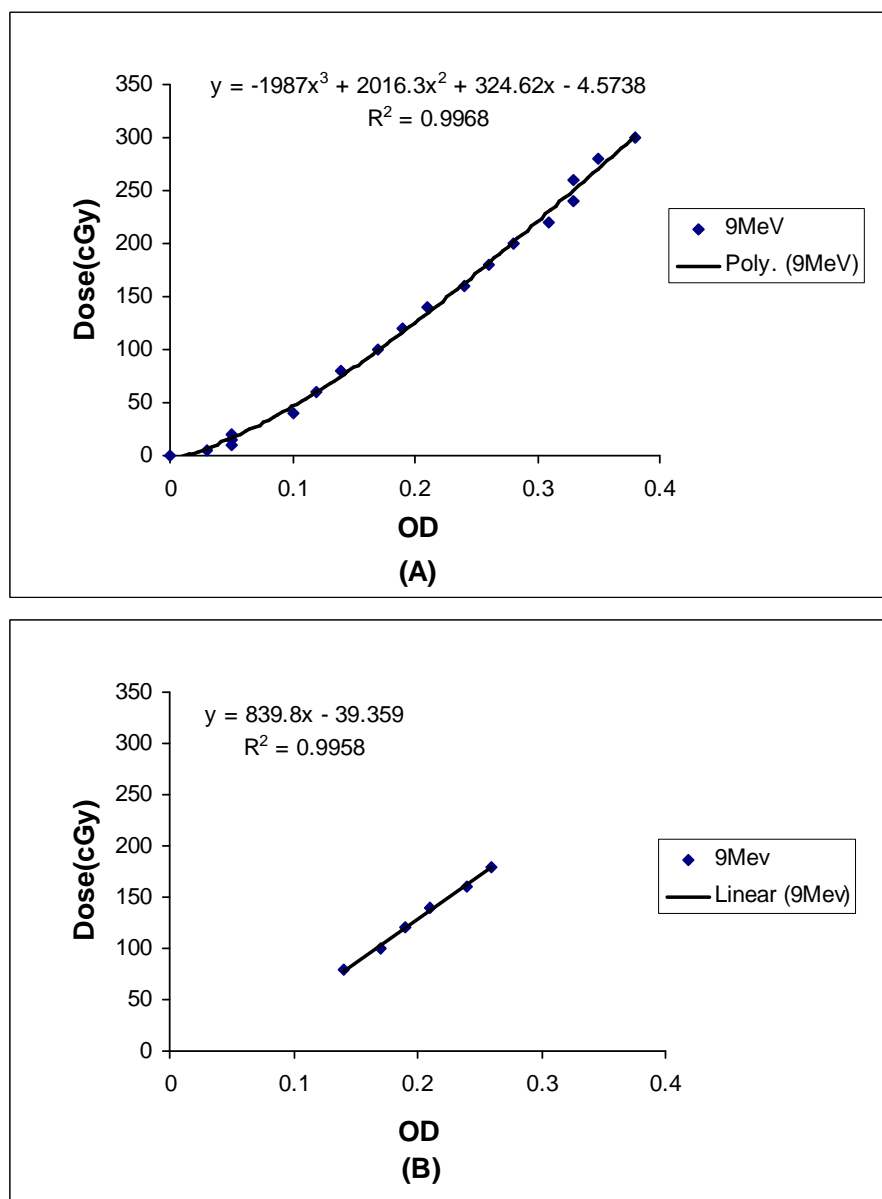 y = -1987x³ + 2016.3x² + 324.62x - 4.5738
R² = 0.9968
350
300
250
200
150
100
50
0
Dose(cGy)
0 0.1 0.2 0.3 0.4
OD
(A)
9MeV
Poly. (9MeV)
y = 839.8x - 39.359
R² = 0.9958
350
300
250
200
150
100
50
0
Dose(cGy)
0 0.1 0.2 0.3 0.4
OD
(B)
9Mev
Linear (9Mev)